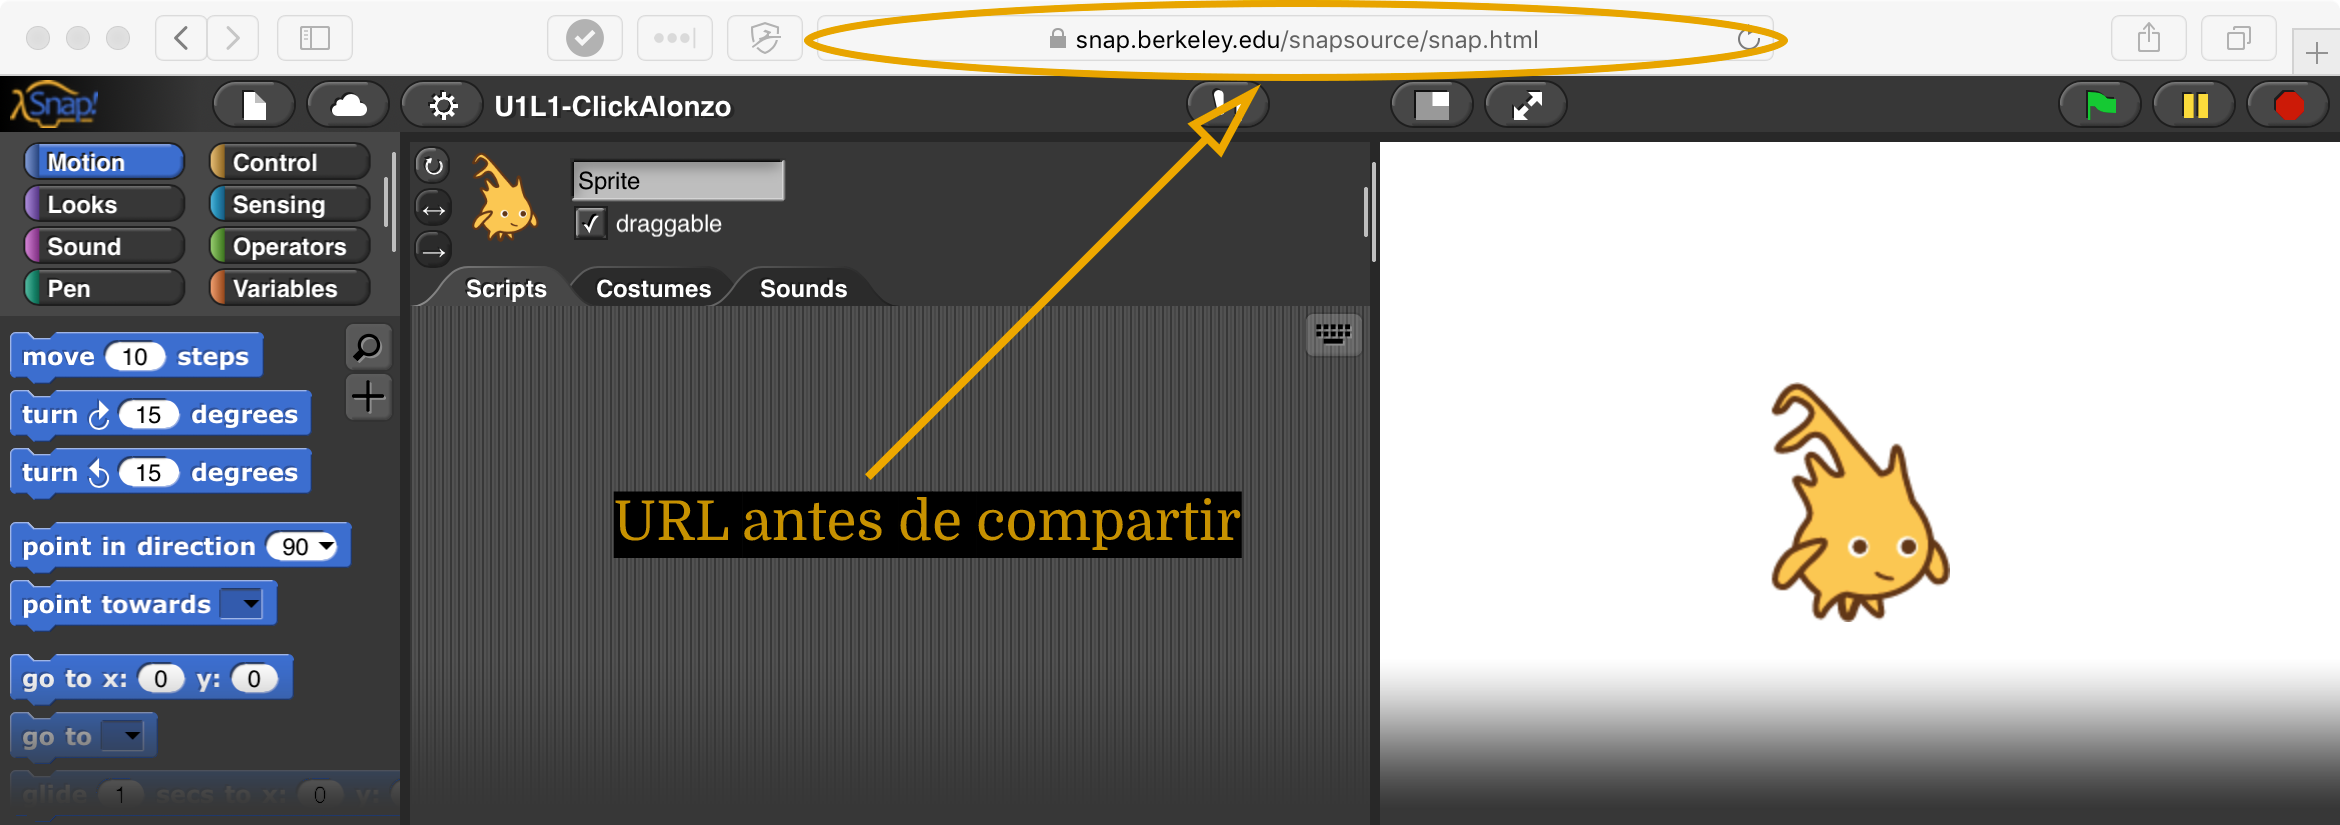 snap.berkeley.edu/snapsource/snap.html
λSnap!
U1L1-ClickAlonzo
Motion
Control
Looks
Sensing
Sound
Operators
Pen
Variables
Sprite
draggable
Scripts
Costumes
Sounds
move 10 steps
turn 15 degrees
turn 15 degrees
point in direction 90
point towards
go to x: 0 y: 0
go to
glide 1 secs to x: 0 y:
URL antes de compartir